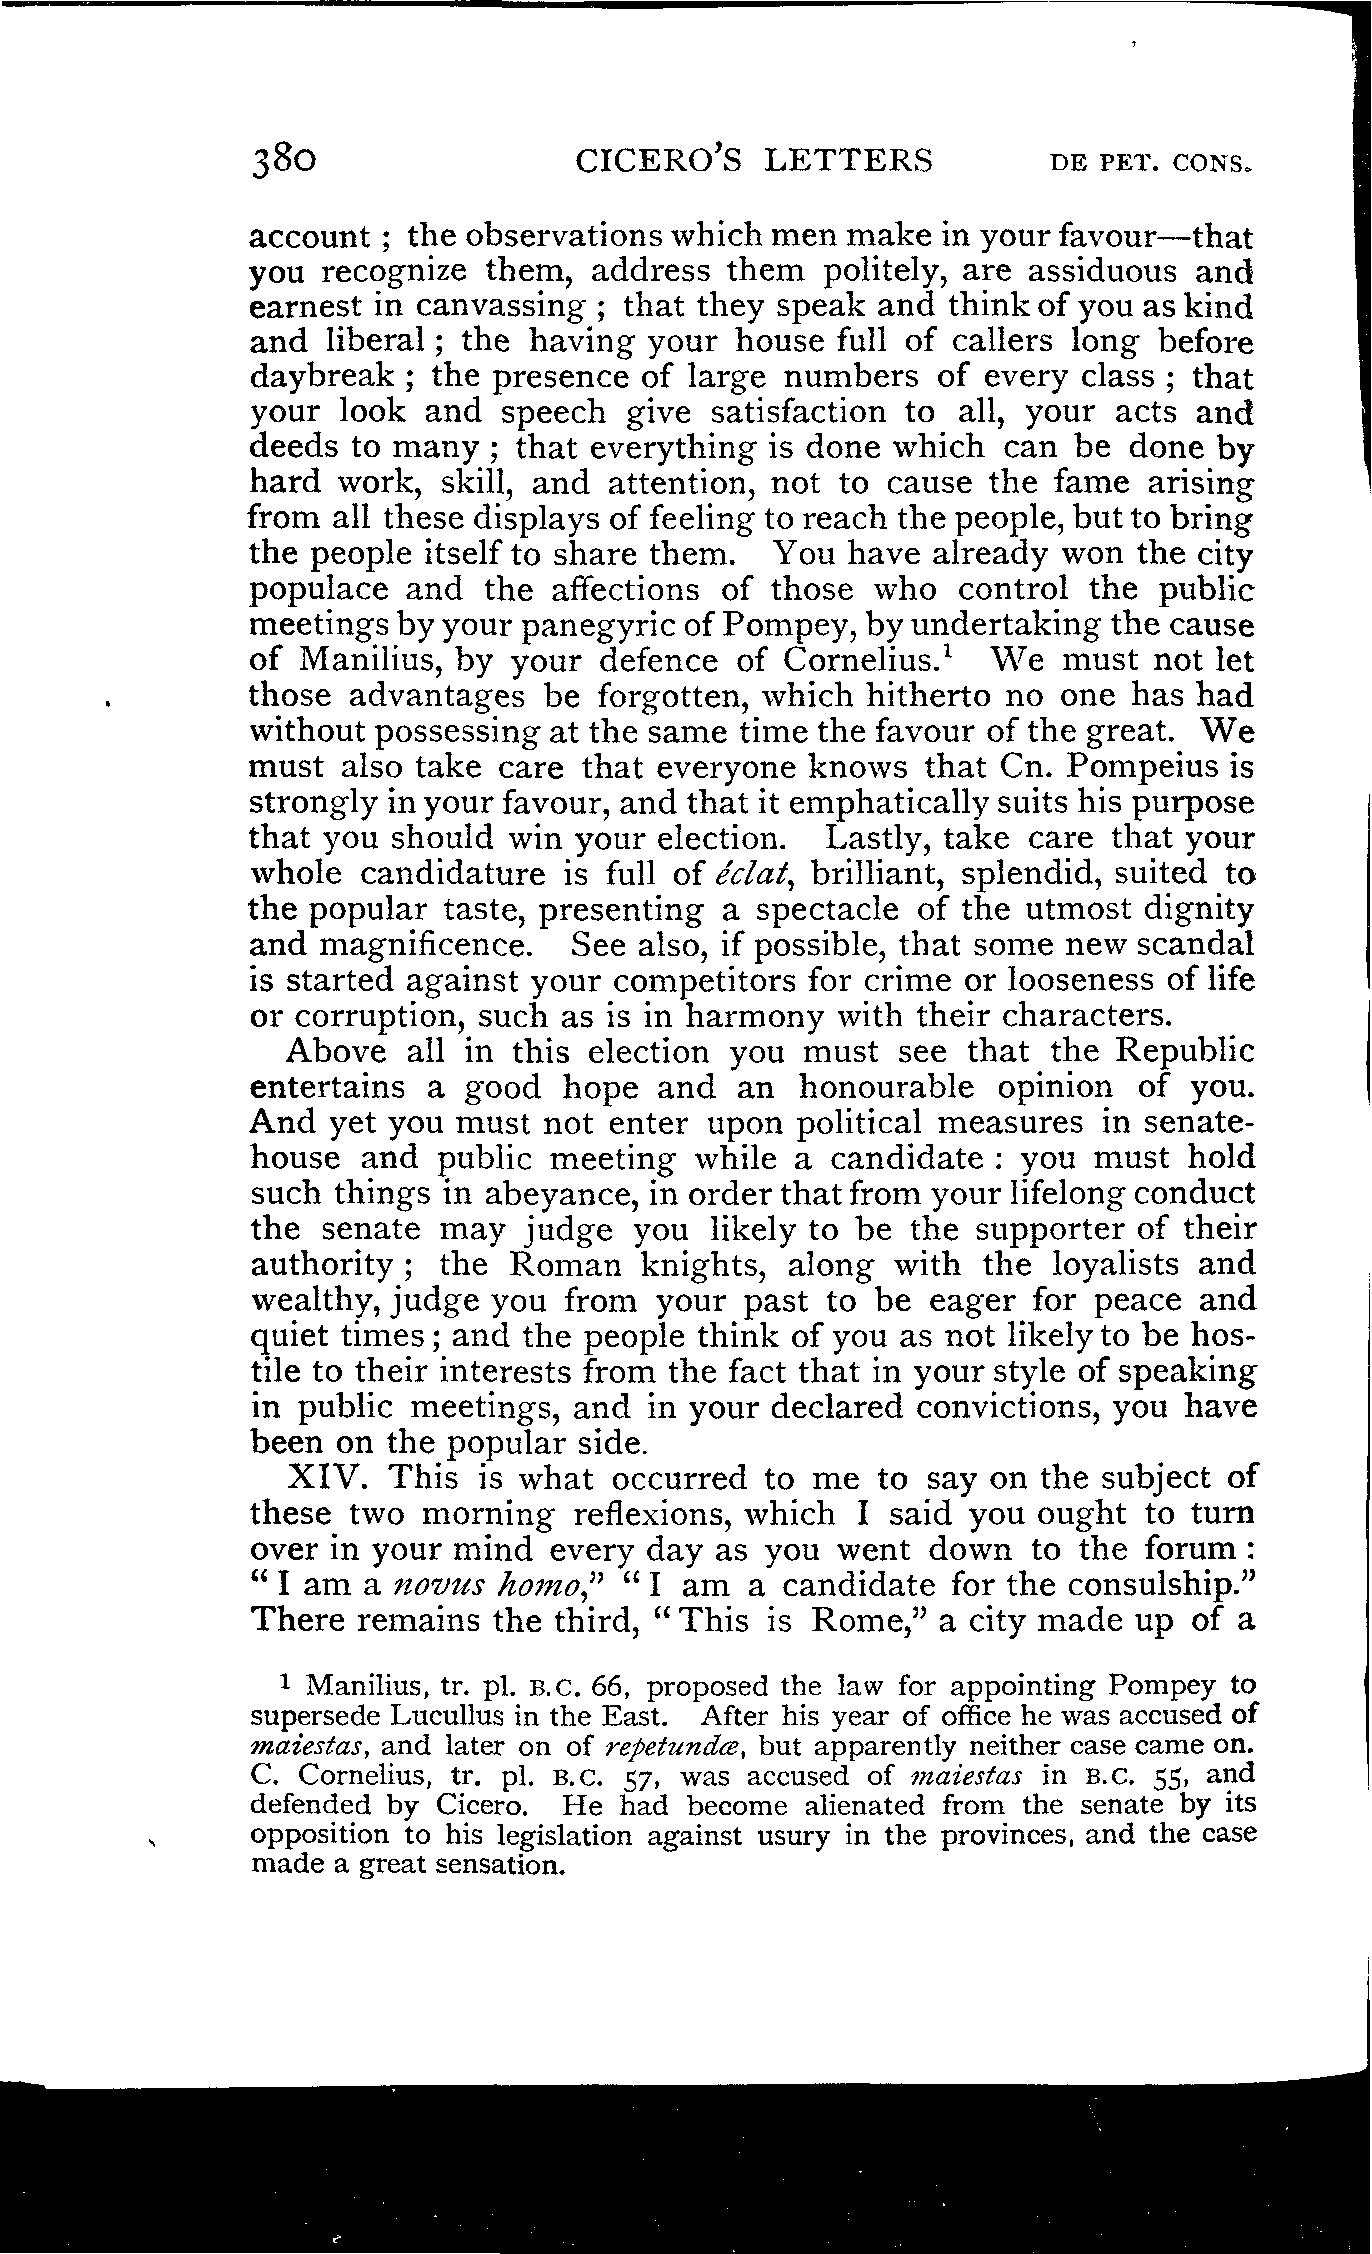 380 CICERO'S LETTERS DE PET. CONS.
account ; the observations which men make in your favour—that
you recognize them, address them politely, are assiduous and
earnest in canvassing ; that they speak and think of you as kind
and liberal ; the having your house full of callers long before
daybreak ; the presence of large numbers of every class ; that
your look and speech give satisfaction to all, your acts and
deeds to many ; that everything is done which can be done by
hard work, skill, and attention, not to cause the fame arising
from all these displays of feeling to reach the people, but to bring
the people itself to share them. You have already won the city
populace and the affections of those who control the public
meetings by your panegyric of Pompey, by undertaking the cause
of Manilius, by your defence of Cornelius.¹ We must not let
those advantages be forgotten, which hitherto no one has had
without possessing at the same time the favour of the great. We
must also take care that everyone knows that Cn. Pompeius is
strongly in your favour, and that it emphatically suits his purpose
that you should win your election. Lastly, take care that your
whole candidature is full of éclat, brilliant, splendid, suited to
the popular taste, presenting a spectacle of the utmost dignity
and magnificence. See also, if possible, that some new scandal
is started against your competitors for crime or looseness of life
or corruption, such as is in harmony with their characters.
Above all in this election you must see that the Republic
entertains a good hope and an honourable opinion of you.
And yet you must not enter upon political measures in senate-
house and public meeting while a candidate : you must hold
such things in abeyance, in order that from your lifelong conduct
the senate may judge you likely to be the supporter of their
authority ; the Roman knights, along with the loyalists and
wealthy, judge you from your past to be eager for peace and
quiet times ; and the people think of you as not likely to be hos-
tile to their interests from the fact that in your style of speaking
in public meetings, and in your declared convictions, you have
been on the popular side.
XIV. This is what occurred to me to say on the subject of
these two morning reflexions, which I said you ought to turn
over in your mind every day as you went down to the forum :
" I am a novus homo," " I am a candidate for the consulship."
There remains the third, " This is Rome," a city made up of a
¹ Manilius, tr. pl. B.C. 66, proposed the law for appointing Pompey to
supersede Lucullus in the East. After his year of office he was accused of
maiestas, and later on of repetundæ, but apparently neither case came on.
C. Cornelius, tr. pl. B.C. 57, was accused of maiestas in B.C. 55, and
defended by Cicero. He had become alienated from the senate by its
opposition to his legislation against usury in the provinces, and the case
made a great sensation.